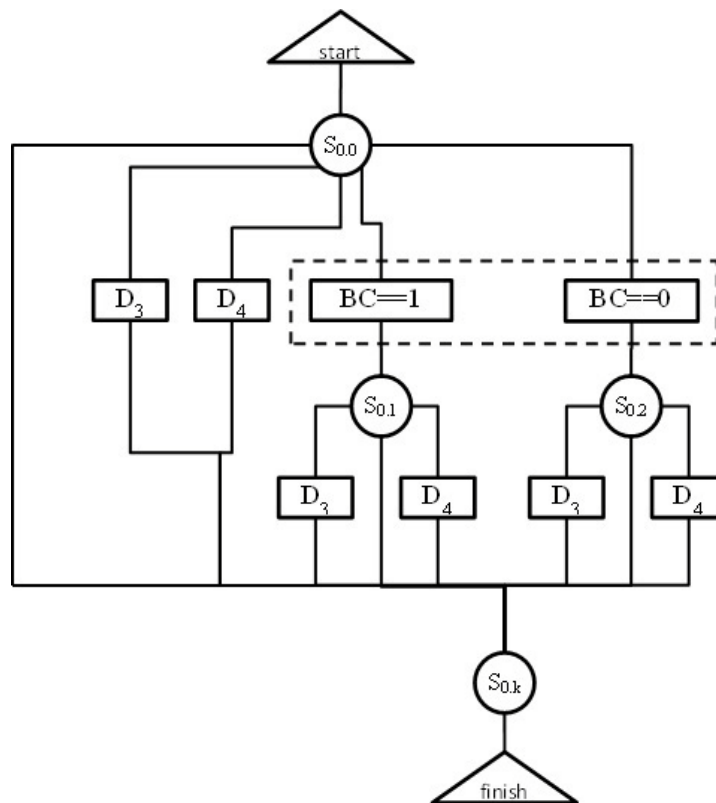 start
S0.0
D3
D4
BC==1
BC==0
S0.1
S0.2
D3
D4
D3
D4
S0.k
finish